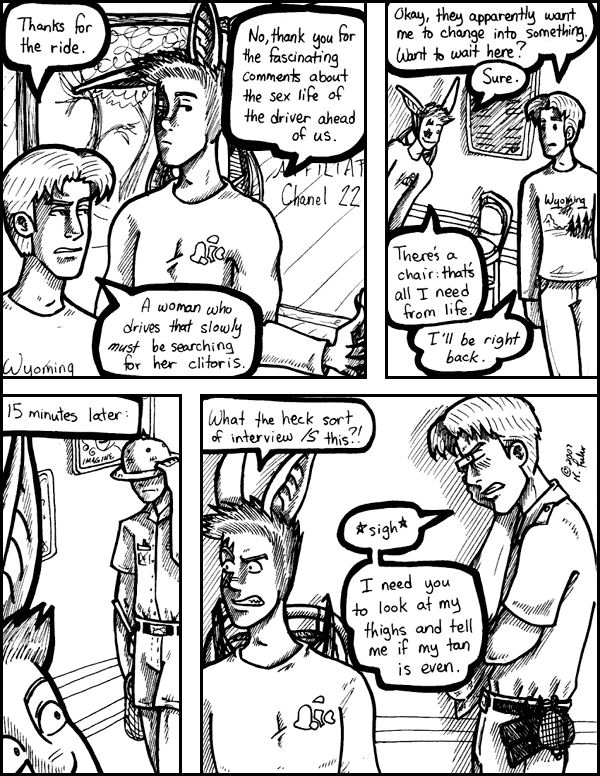 Thanks for
the ride.
No, thank you for
the fascinating
comments about
the sex life of
the driver ahead
of us.
Chanel 22
A woman who
drives that slowly
must be searching
for her clitoris.
Wyoming
Okay, they apparently want
me to change into something.
Want to wait here?
Sure.
Wyoming
There's a
chair: that's
all I need
from life.
I'll be right
back.
15 minutes later:
IMAGINE
What the heck sort
of interview IS this?!
*sigh*
I need you
to look at my
thighs and tell
me if my tan
is even.
© 2007